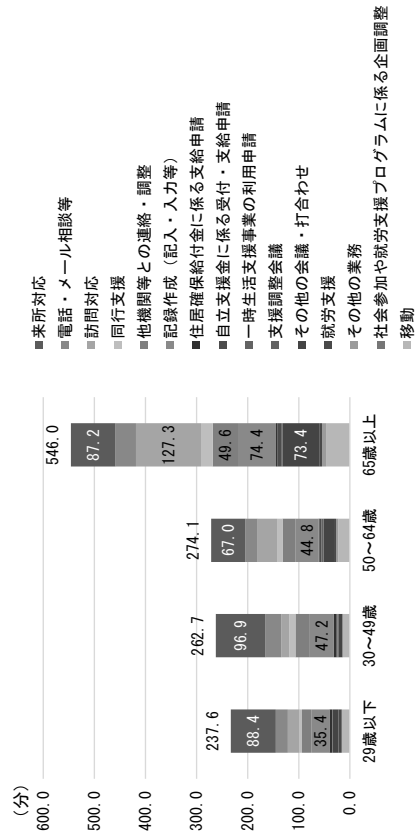 (分)
600.0
500.0
400.0
300.0
200.0
100.0
0.0
237.6
88.4
35.4
29歳以下
262.7
96.9
47.2
30～49歳
274.1
67.0
44.8
50～64歳
546.0
87.2
127.3
49.6
74.4
73.4
65歳以上
来所対応
電話・メール相談等
訪問対応
同行支援
他機関等との連絡・調整
記録作成（記入・入力等）
住居確保給付金に係る支給申請
自立支援金に係る受付・支給申請
一時生活支援事業の利用申請
支援調整会議
その他の会議・打合わせ
就労支援
その他の業務
社会参加や就労支援プログラムに係る企画調整
移動